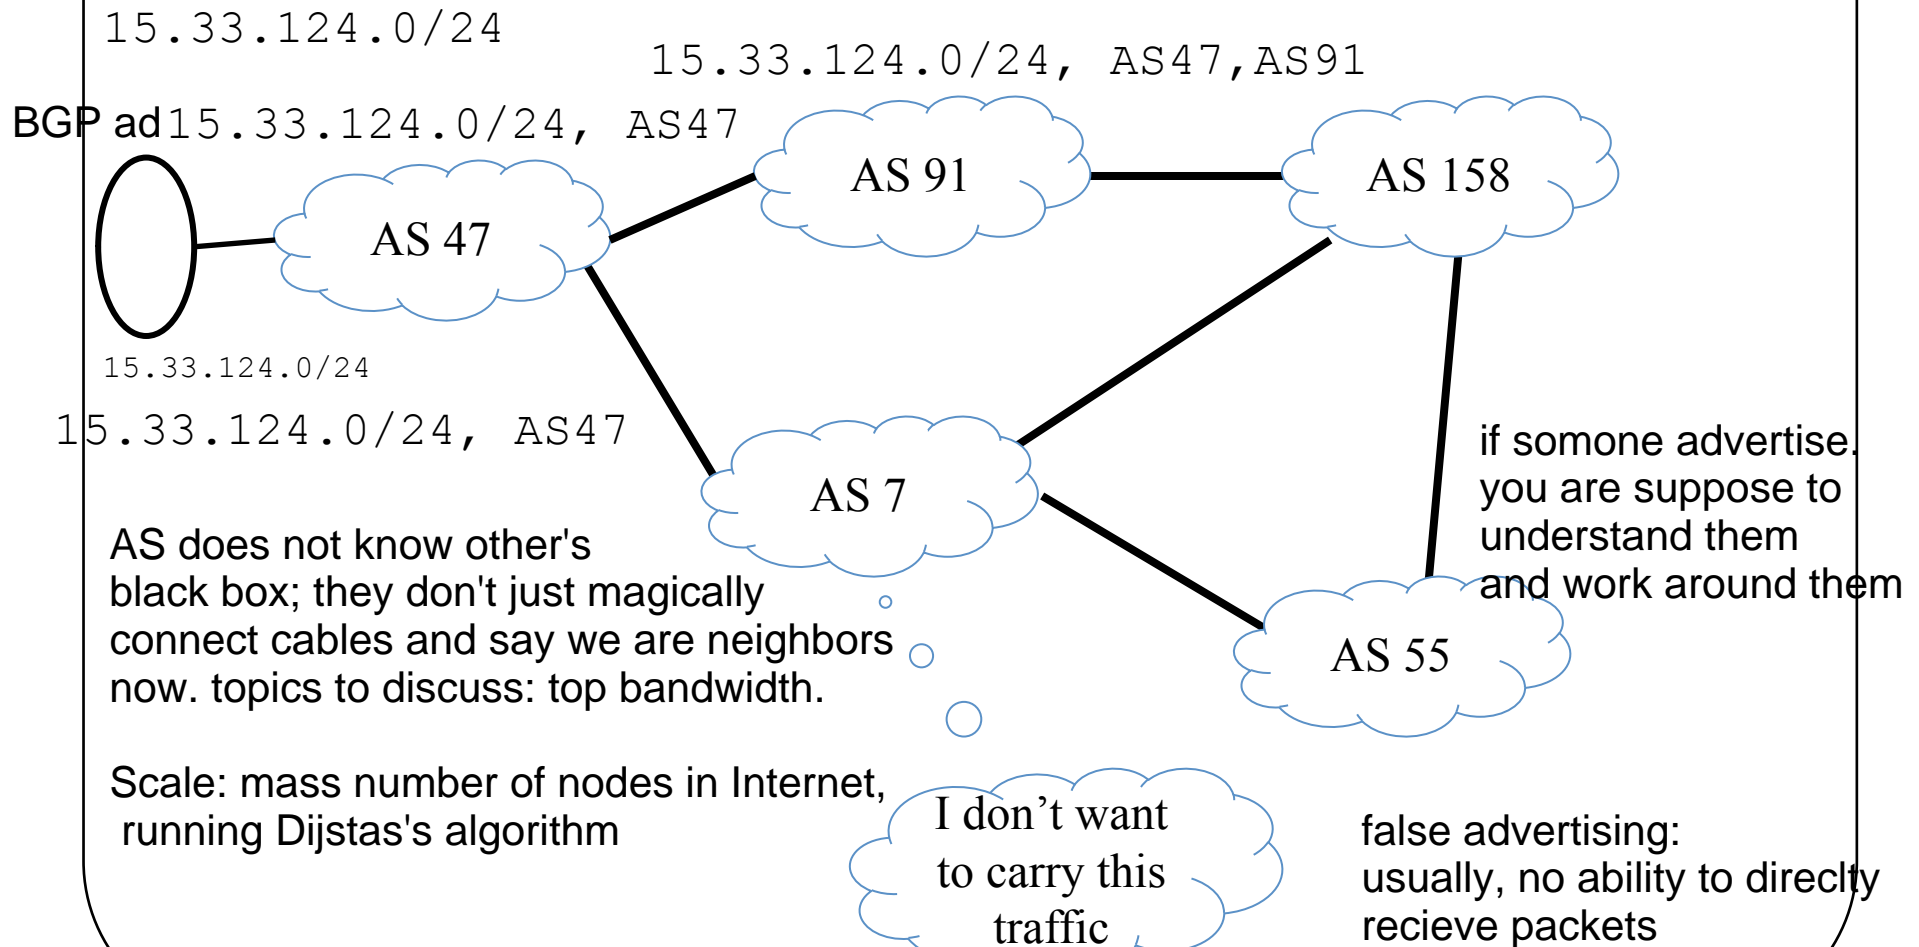 15.33.124.0/24
15.33.124.0/24, AS47,AS91
BGP ad
15.33.124.0/24, AS47
AS 91
AS 158
AS 47
15.33.124.0/24
15.33.124.0/24, AS47
AS 7
if somone advertise.
you are suppose to
understand them
and work around them
AS does not know other's
black box; they don't just magically
connect cables and say we are neighbors
now. topics to discuss: top bandwidth.
AS 55
Scale: mass number of nodes in Internet,
running Dijstas's algorithm
I don’t want
to carry this
traffic
false advertising:
usually, no ability to direclty
recieve packets